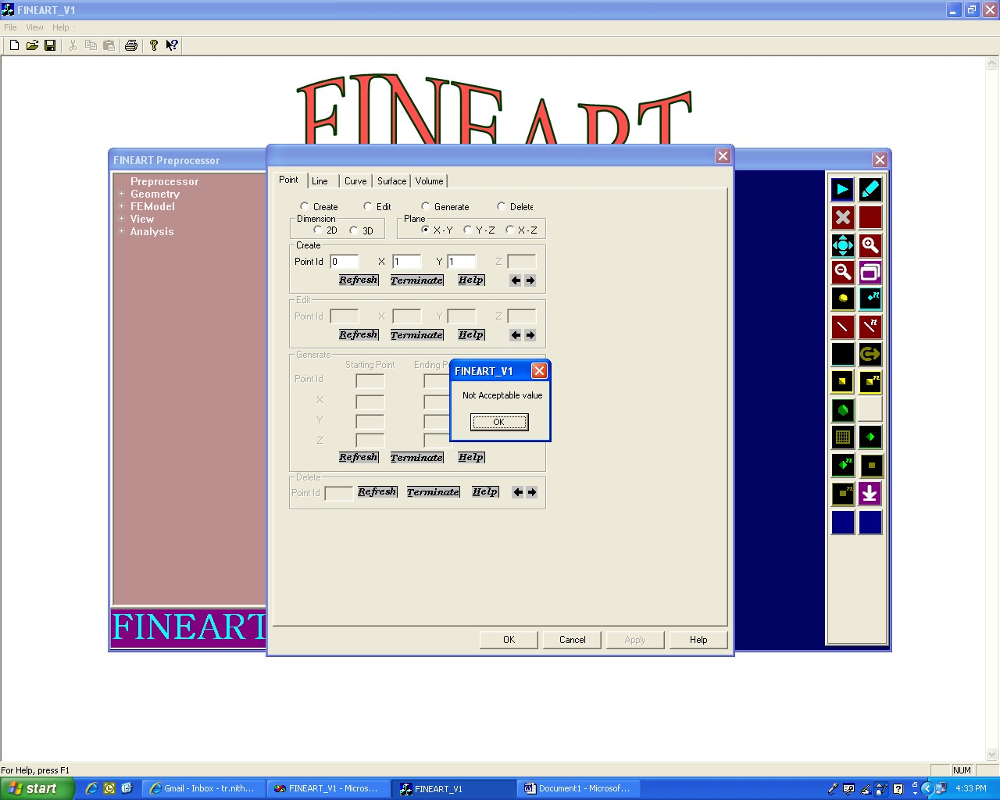 FINEART_V1
File View Help -
FINEART
FINEART Preprocessor
Preprocessor
Geometry
FEModel
View
Analysis
FINEART
Point Line Curve Surface Volume
Create Edit Generate Delete
Dimension
2D 3D
Plane
X - Y Y - Z X - Z
Create
Point Id 0 X 1 Y 1 Z
Refresh Terminate Help
Edit
Point Id X Y Z
Refresh Terminate Help
Generate
Starting Point Ending P
Point Id
X
Y
Z
Refresh Terminate Help
Delete
Point Id Refresh Terminate Help
FINEART_V1
Not Acceptable value
OK
OK Cancel Apply Help
For Help, press F1
NUM
start
Gmail - Inbox - tr.nith...
FINEART_V1 - Micros...
FINEART_V1
Document1 - Microsof...
4:33 PM